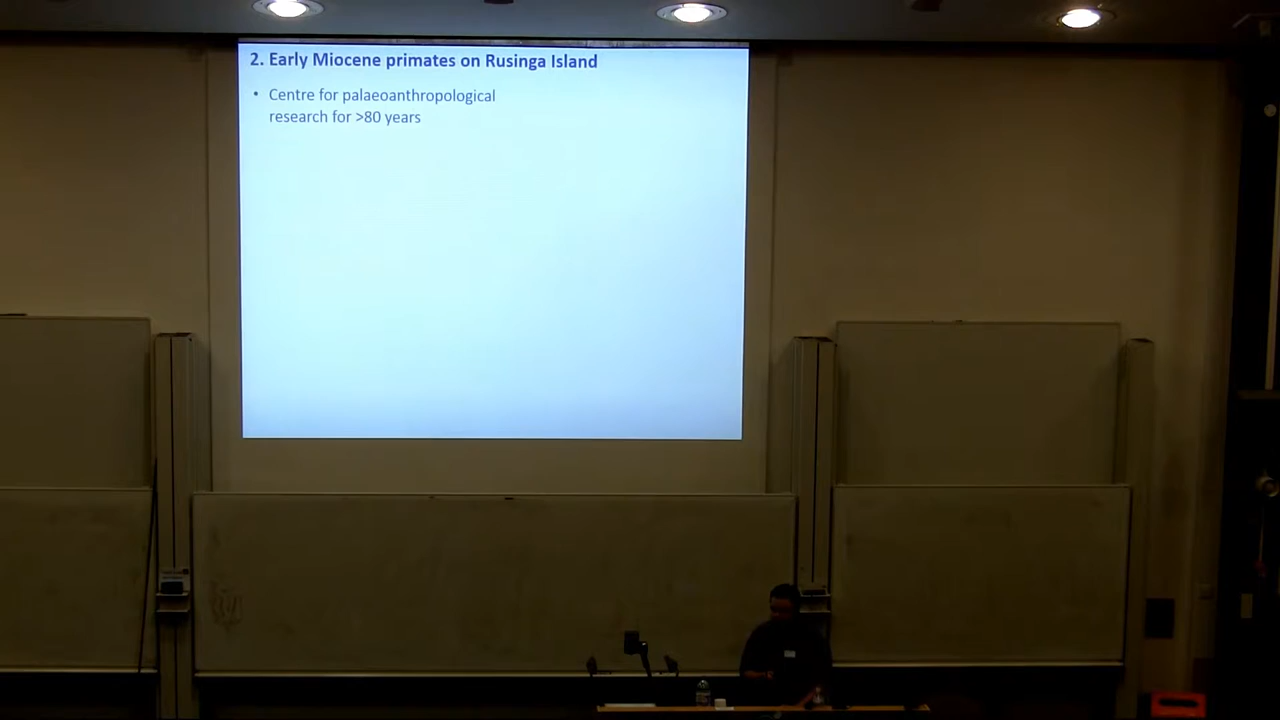 2. Early Miocene primates on Rusinga Island
• Centre for palaeoanthropological
research for >80 years